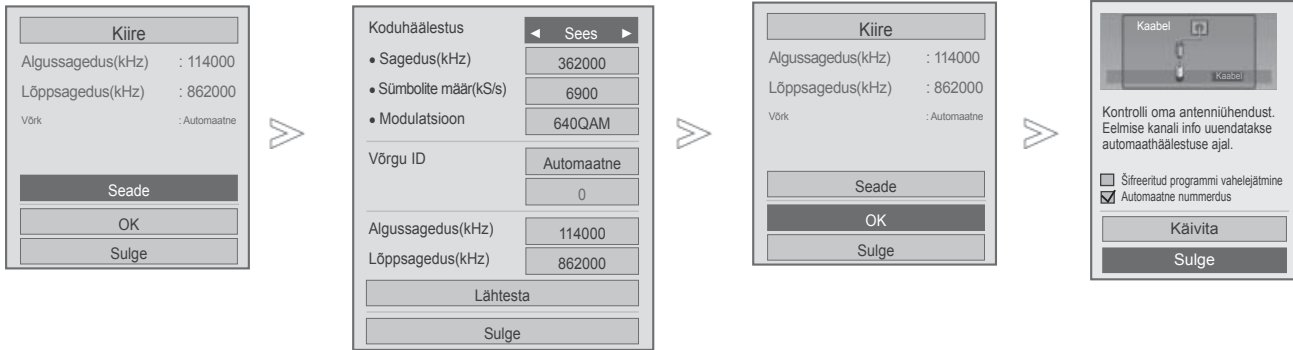 Kiire
Algussagedus(kHz) : 114000
Lõppsagedus(kHz) : 862000
Võrk : Automaatne
Seade
OK
Sulge
Koduhäälestus ◄ Sees ►
• Sagedus(kHz) 362000
• Sümbolite määr(kS/s) 6900
• Modulatsioon 640QAM
Võrgu ID Automaatne
0
Algussagedus(kHz) 114000
Lõppsagedus(kHz) 862000
Lähtesta
Sulge
Kiire
Algussagedus(kHz) : 114000
Lõppsagedus(kHz) : 862000
Võrk : Automaatne
Seade
OK
Sulge
Kaabel
Kaabel
Kontrolli oma antenniühendust.
Eelmise kanali info uuendatakse
automaathäälestuse ajal.
Šifreeritud programmi vahelejätmine
Automaatne nummerdus
Käivita
Sulge